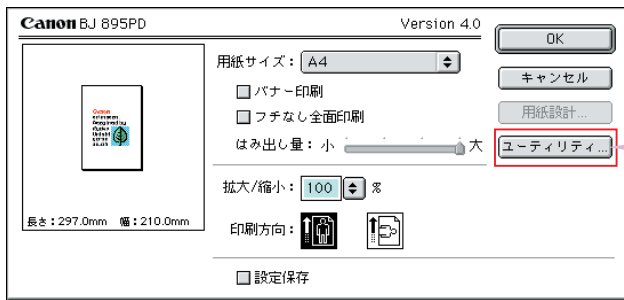 Canon BJ 895PD Version 4.0
OK
用紙サイズ： A4
キャンセル
バナー印刷
フチなし全面印刷
用紙設計...
はみ出し量：小 大
ユーティリティ...
拡大/縮小： 100 %
長さ：297.0mm 幅：210.0mm
印刷方向：
設定保存